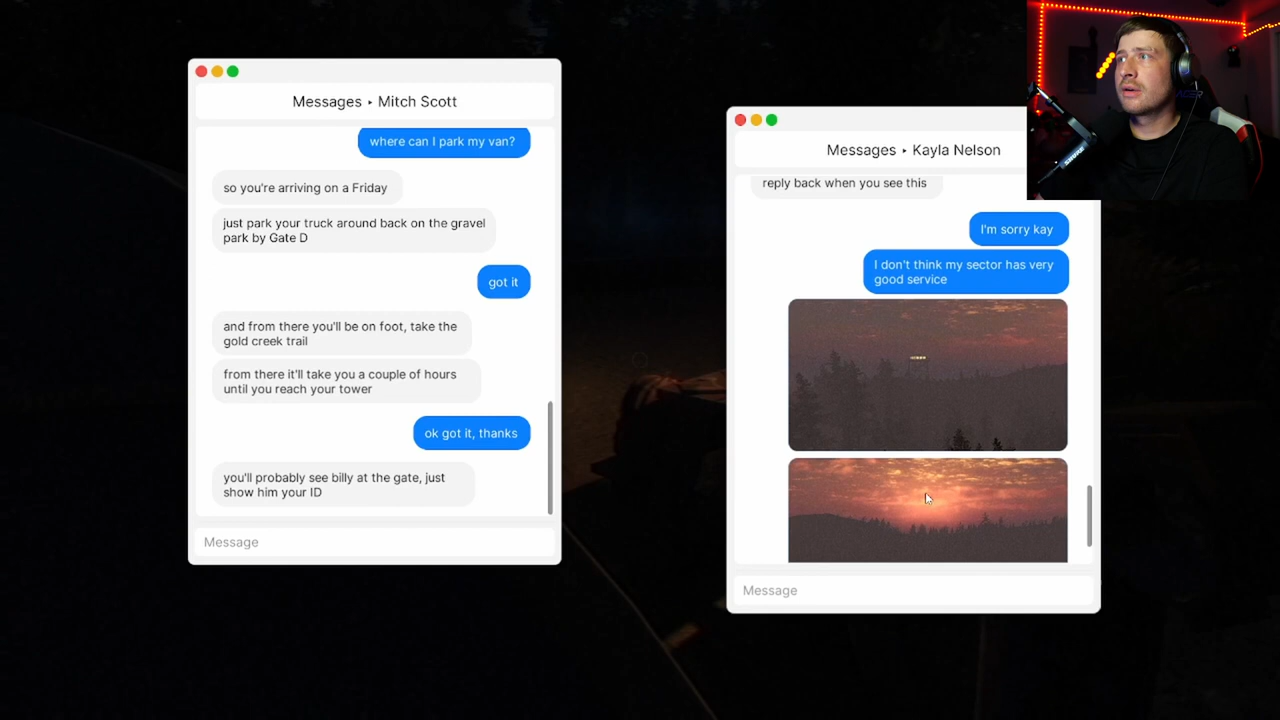 Messages ‣ Mitch Scott
where can I park my van?
so you're arriving on a Friday
just park your truck around back on the gravel
park by Gate D
got it
and from there you'll be on foot, take the
gold creek trail
from there it'll take you a couple of hours
until you reach your tower
ok got it, thanks
you'll probably see billy at the gate, just
show him your ID
Message
Messages ‣ Kayla Nelson
reply back when you see this
I'm sorry kay
I don't think my sector has very
good service
Message
SHURE